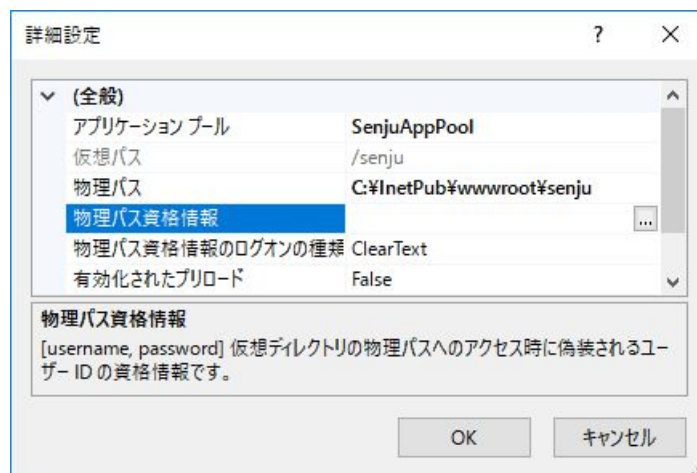 詳細設定 ?
(全般)
アプリケーション プール SenjuAppPool
仮想パス /senju
物理パス C:¥InetPub¥wwwroot¥senju
物理パス資格情報 ...
物理パス資格情報のログオンの種類 ClearText
有効化されたプリロード False
物理パス資格情報
[username, password] 仮想ディレクトリの物理パスへのアクセス時に偽装されるユー
ザー ID の資格情報です。
OK キャンセル